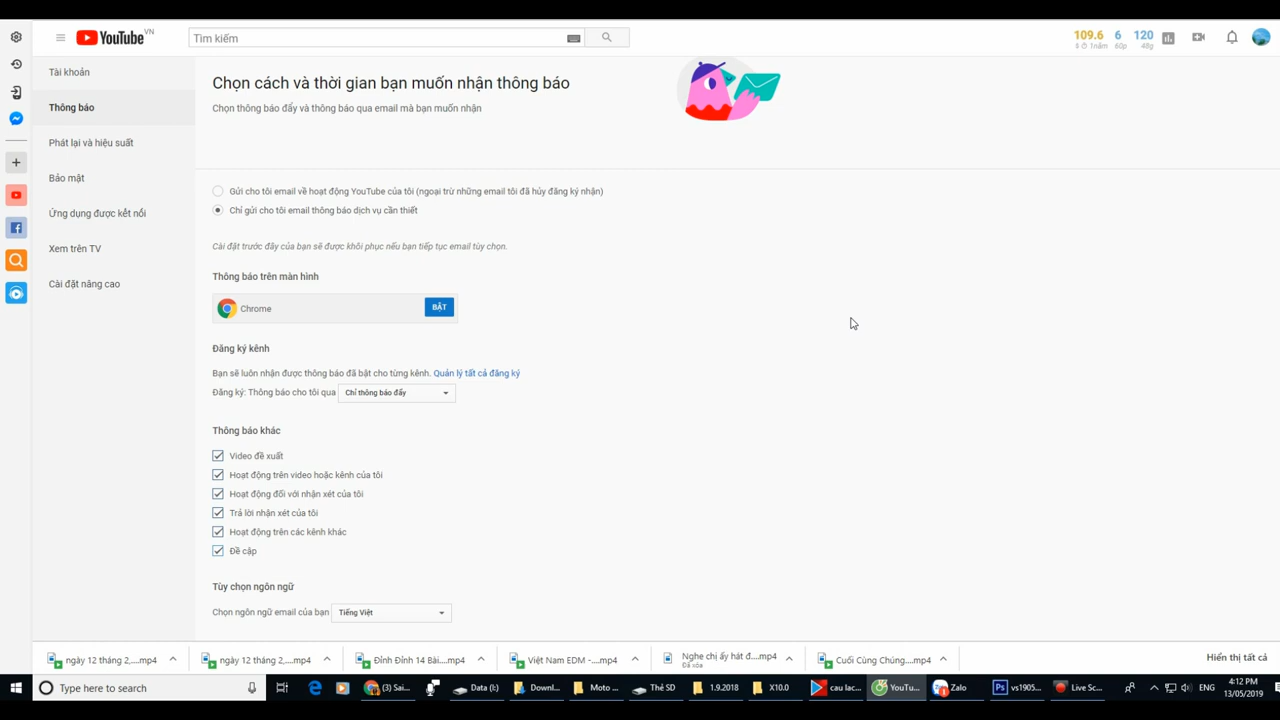 YouTube VN
Tìm kiếm
109.6 6 120
60p 48g
Tài khoản
Thông báo
Phát lại và hiệu suất
Bảo mật
Ứng dụng được kết nối
Xem trên TV
Cài đặt nâng cao
Chọn cách và thời gian bạn muốn nhận thông báo
Chọn thông báo đẩy và thông báo qua email mà bạn muốn nhận
Gửi cho tôi email về hoạt động YouTube của tôi (ngoại trừ những email tôi đã hủy đăng ký nhận)
Chỉ gửi cho tôi email thông báo dịch vụ cần thiết
Cài đặt trước đây của bạn sẽ được khôi phục nếu bạn tiếp tục email tùy chọn.
Thông báo trên màn hình
Chrome BẬT
Đăng ký kênh
Bạn sẽ luôn nhận được thông báo đã bật cho từng kênh. Quản lý tất cả đăng ký
Đăng ký: Thông báo cho tôi qua Chỉ thông báo đẩy
Thông báo khác
Video đề xuất
Hoạt động trên video hoặc kênh của tôi
Hoạt động đối với nhận xét của tôi
Trả lời nhận xét của tôi
Hoạt động trên các kênh khác
Đề cập
Tùy chọn ngôn ngữ
Chọn ngôn ngữ email của bạn Tiếng Việt
ngày 12 tháng 2,....mp4 ngày 12 tháng 2,....mp4 Đỉnh Đỉnh 14 Bài....mp4 Việt Nam EDM -....mp4 Nghe chị ấy hát đ....mp4 Cuối Cùng Chúng....mp4 Hiển thị tất cả
Đã xóa
Type here to search (3) Sai... Data (I:) Downl... Moto ... Thẻ SD 1.9.2018 X10.0 cau lac... YouTu... Zalo vs1905... Live Sc... ENG 4:12 PM
13/05/2019